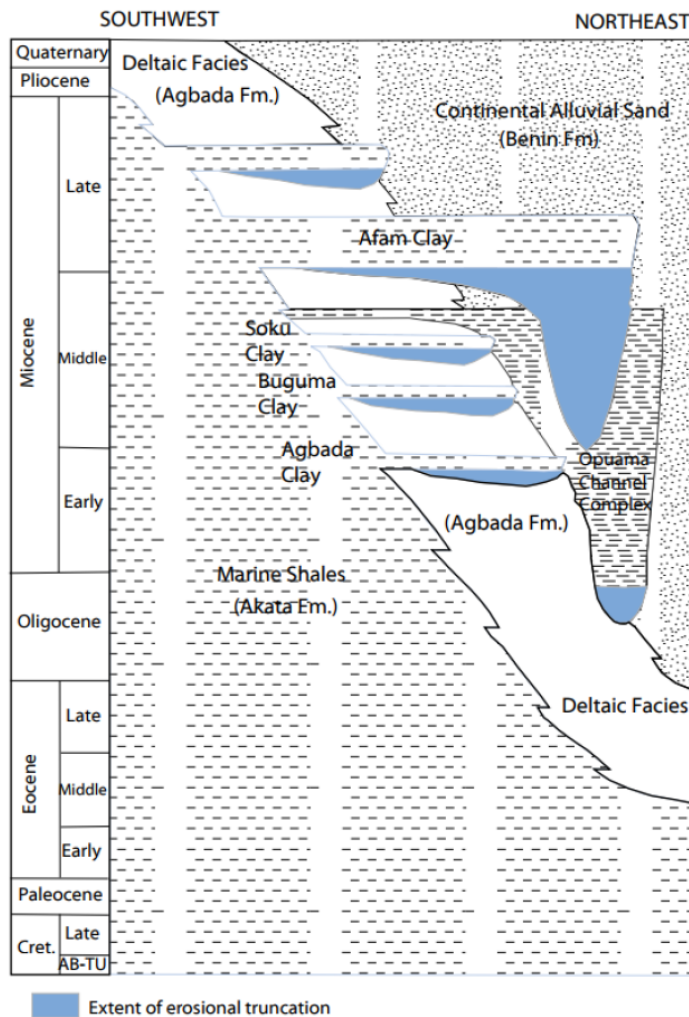 SOUTHWEST
NORTHEAST
Quaternary
Pliocene
Miocene
Late
Middle
Early
Oligocene
Eocene
Late
Middle
Early
Paleocene
Cret.
Late
AB-TU
Deltaic Facies
(Agbada Fm.)
Continental Alluvial Sand
(Benin Fm)
Afam Clay
Soku
Clay
Buguma
Clay
Agbada
Clay
Opuama
Channel
Complex
(Agbada Fm.)
Marine Shales
(Akata Fm.)
Deltaic Facies
Extent of erosional truncation